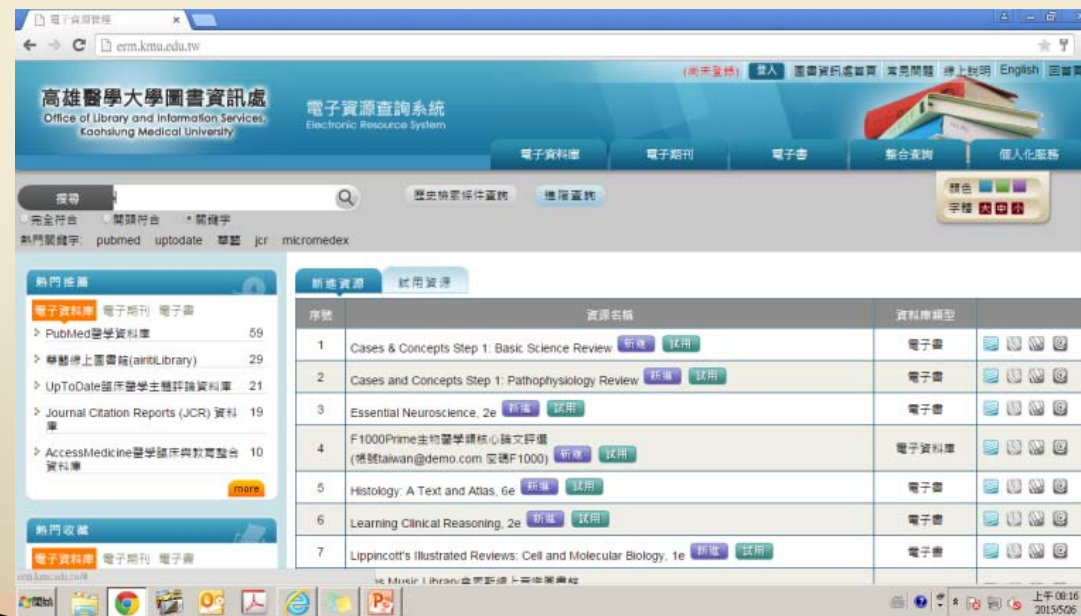 電子資源管理
erm.kmu.edu.tw
(尚未登錄) 登入 圖書資訊處首頁 常見問題 線上說明 English 回首頁
高雄醫學大學圖書資訊處
Office of Library and Information Services.
Kaohsiung Medical University
電子資源查詢系統
Electronic Resource System
電子資料庫 電子期刊 電子書 整合查詢 個人化服務
搜尋 歷史檢索條件查詢 進階查詢
顏色
字體 大 中 小
完全符合 開頭符合 關鍵字
熱門關鍵字: pubmed uptodate 華藝 jcr micromedex
熱門推薦
電子資料庫 電子期刊 電子書
PubMed醫學資料庫 59
華藝線上圖書館(airitiLibrary) 29
UpToDate臨床醫學主題評論資料庫 21
Journal Citation Reports (JCR) 資料庫 19
AccessMedicine醫學臨床與教育整合資料庫 10
more
熱門收藏
電子資料庫 電子期刊 電子書
新進資源 試用資源
序號 資源名稱 資料庫類型
1 Cases & Concepts Step 1: Basic Science Review 新進 試用 電子書
2 Cases and Concepts Step 1: Pathophysiology Review 新進 試用 電子書
3 Essential Neuroscience, 2e 新進 試用 電子書
4 F1000Prime生物醫學類核心論文評選
(帳號taiwan@demo.com 密碼F1000) 新進 試用 電子資料庫
5 Histology: A Text and Atlas, 6e 新進 試用 電子書
6 Learning Clinical Reasoning, 2e 新進 試用 電子書
7 Lippincott's Illustrated Reviews: Cell and Molecular Biology, 1e 新進 試用 電子書
Music Library
開始
上午 08:16
2015/5/26